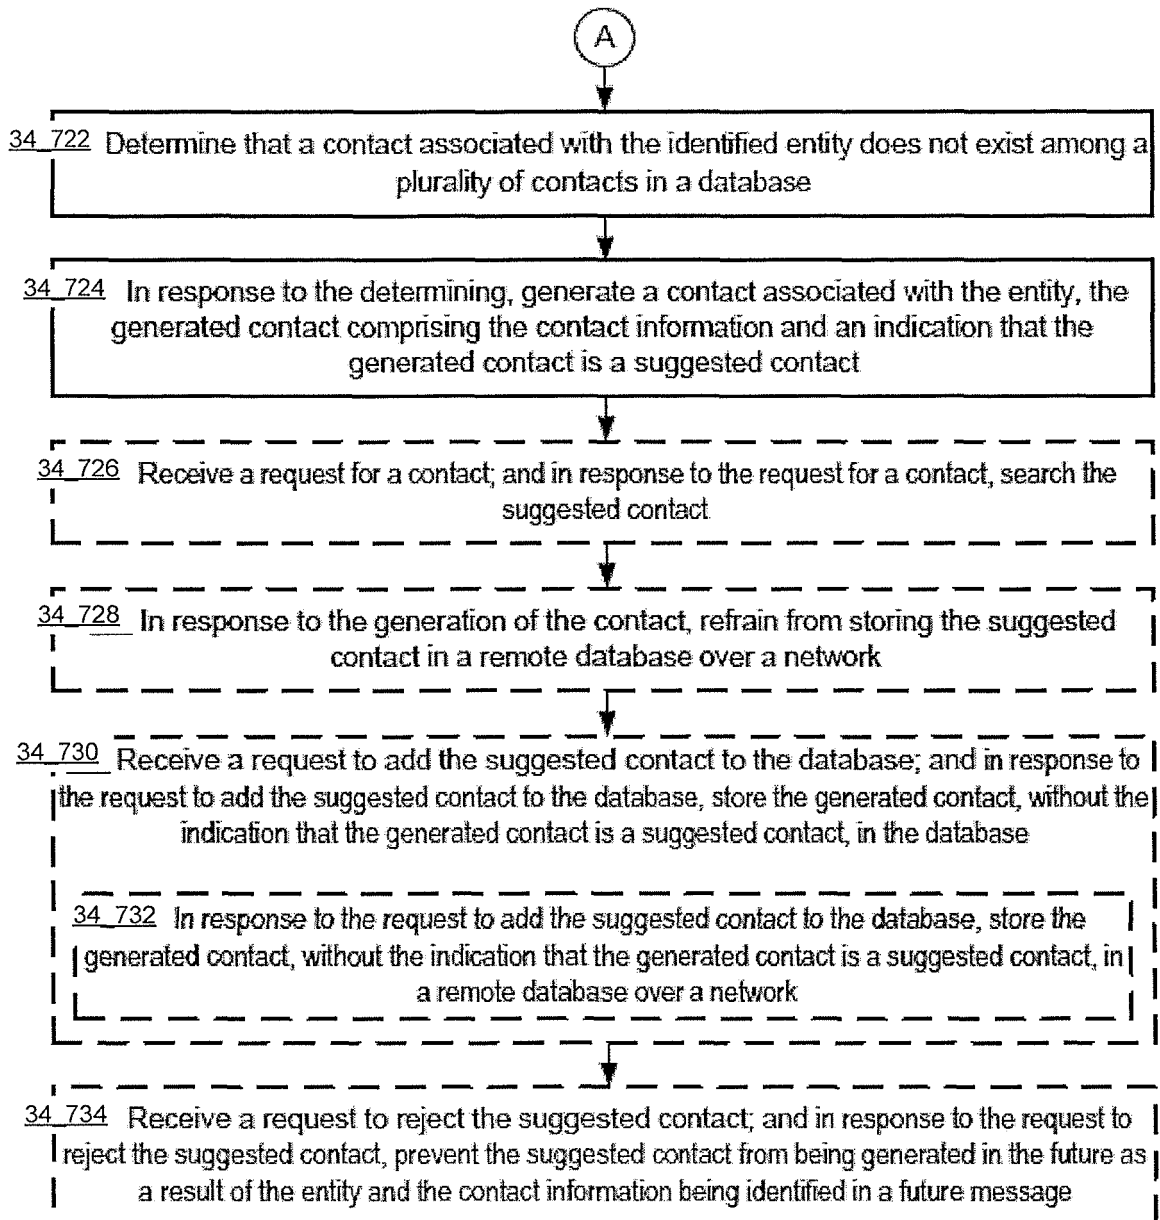 A
34_722 Determine that a contact associated with the identified entity does not exist among a
plurality of contacts in a database
34_724 In response to the determining, generate a contact associated with the entity, the
generated contact comprising the contact information and an indication that the
generated contact is a suggested contact
34_726 Receive a request for a contact; and in response to the request for a contact, search the
suggested contact
34_728 In response to the generation of the contact, refrain from storing the suggested
contact in a remote database over a network
34_730 Receive a request to add the suggested contact to the database; and in response to
the request to add the suggested contact to the database, store the generated contact, without the
indication that the generated contact is a suggested contact, in the database
34_732 In response to the request to add the suggested contact to the database, store the
generated contact, without the indication that the generated contact is a suggested contact, in
a remote database over a network
34_734 Receive a request to reject the suggested contact; and in response to the request to
reject the suggested contact, prevent the suggested contact from being generated in the future as
a result of the entity and the contact information being identified in a future message